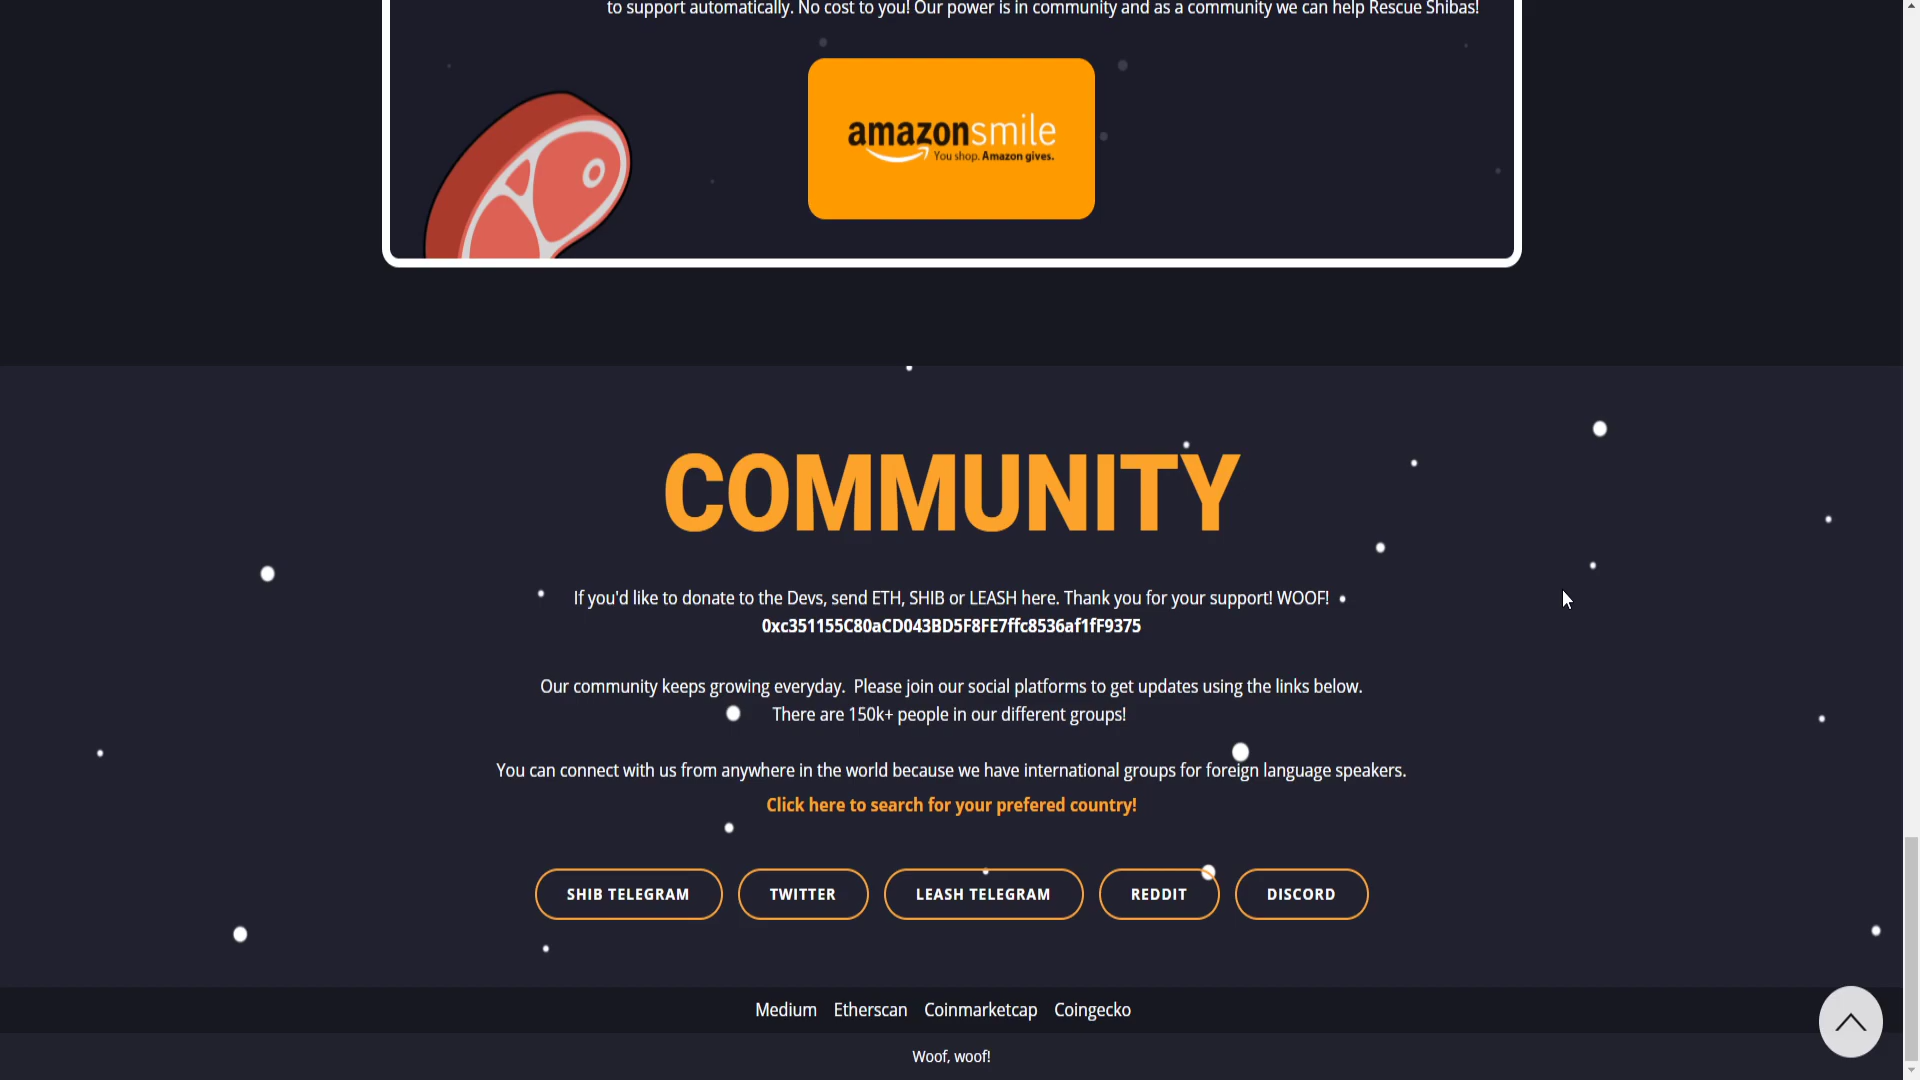 to support automatically. No cost to you! Our power is in community and as a community we can help Rescue Shibas!
amazonsmile
You shop. Amazon gives.
COMMUNITY
If you'd like to donate to the Devs, send ETH, SHIB or LEASH here. Thank you for your support! WOOF!
0xc351155C80aCD043BD5F8FE7ffc8536af1fF9375
Our community keeps growing everyday.  Please join our social platforms to get updates using the links below.
There are 150k+ people in our different groups!
You can connect with us from anywhere in the world because we have international groups for foreign language speakers.
Click here to search for your prefered country!
SHIB TELEGRAM
TWITTER
LEASH TELEGRAM
REDDIT
DISCORD
Medium Etherscan Coinmarketcap Coingecko
Woof, woof!